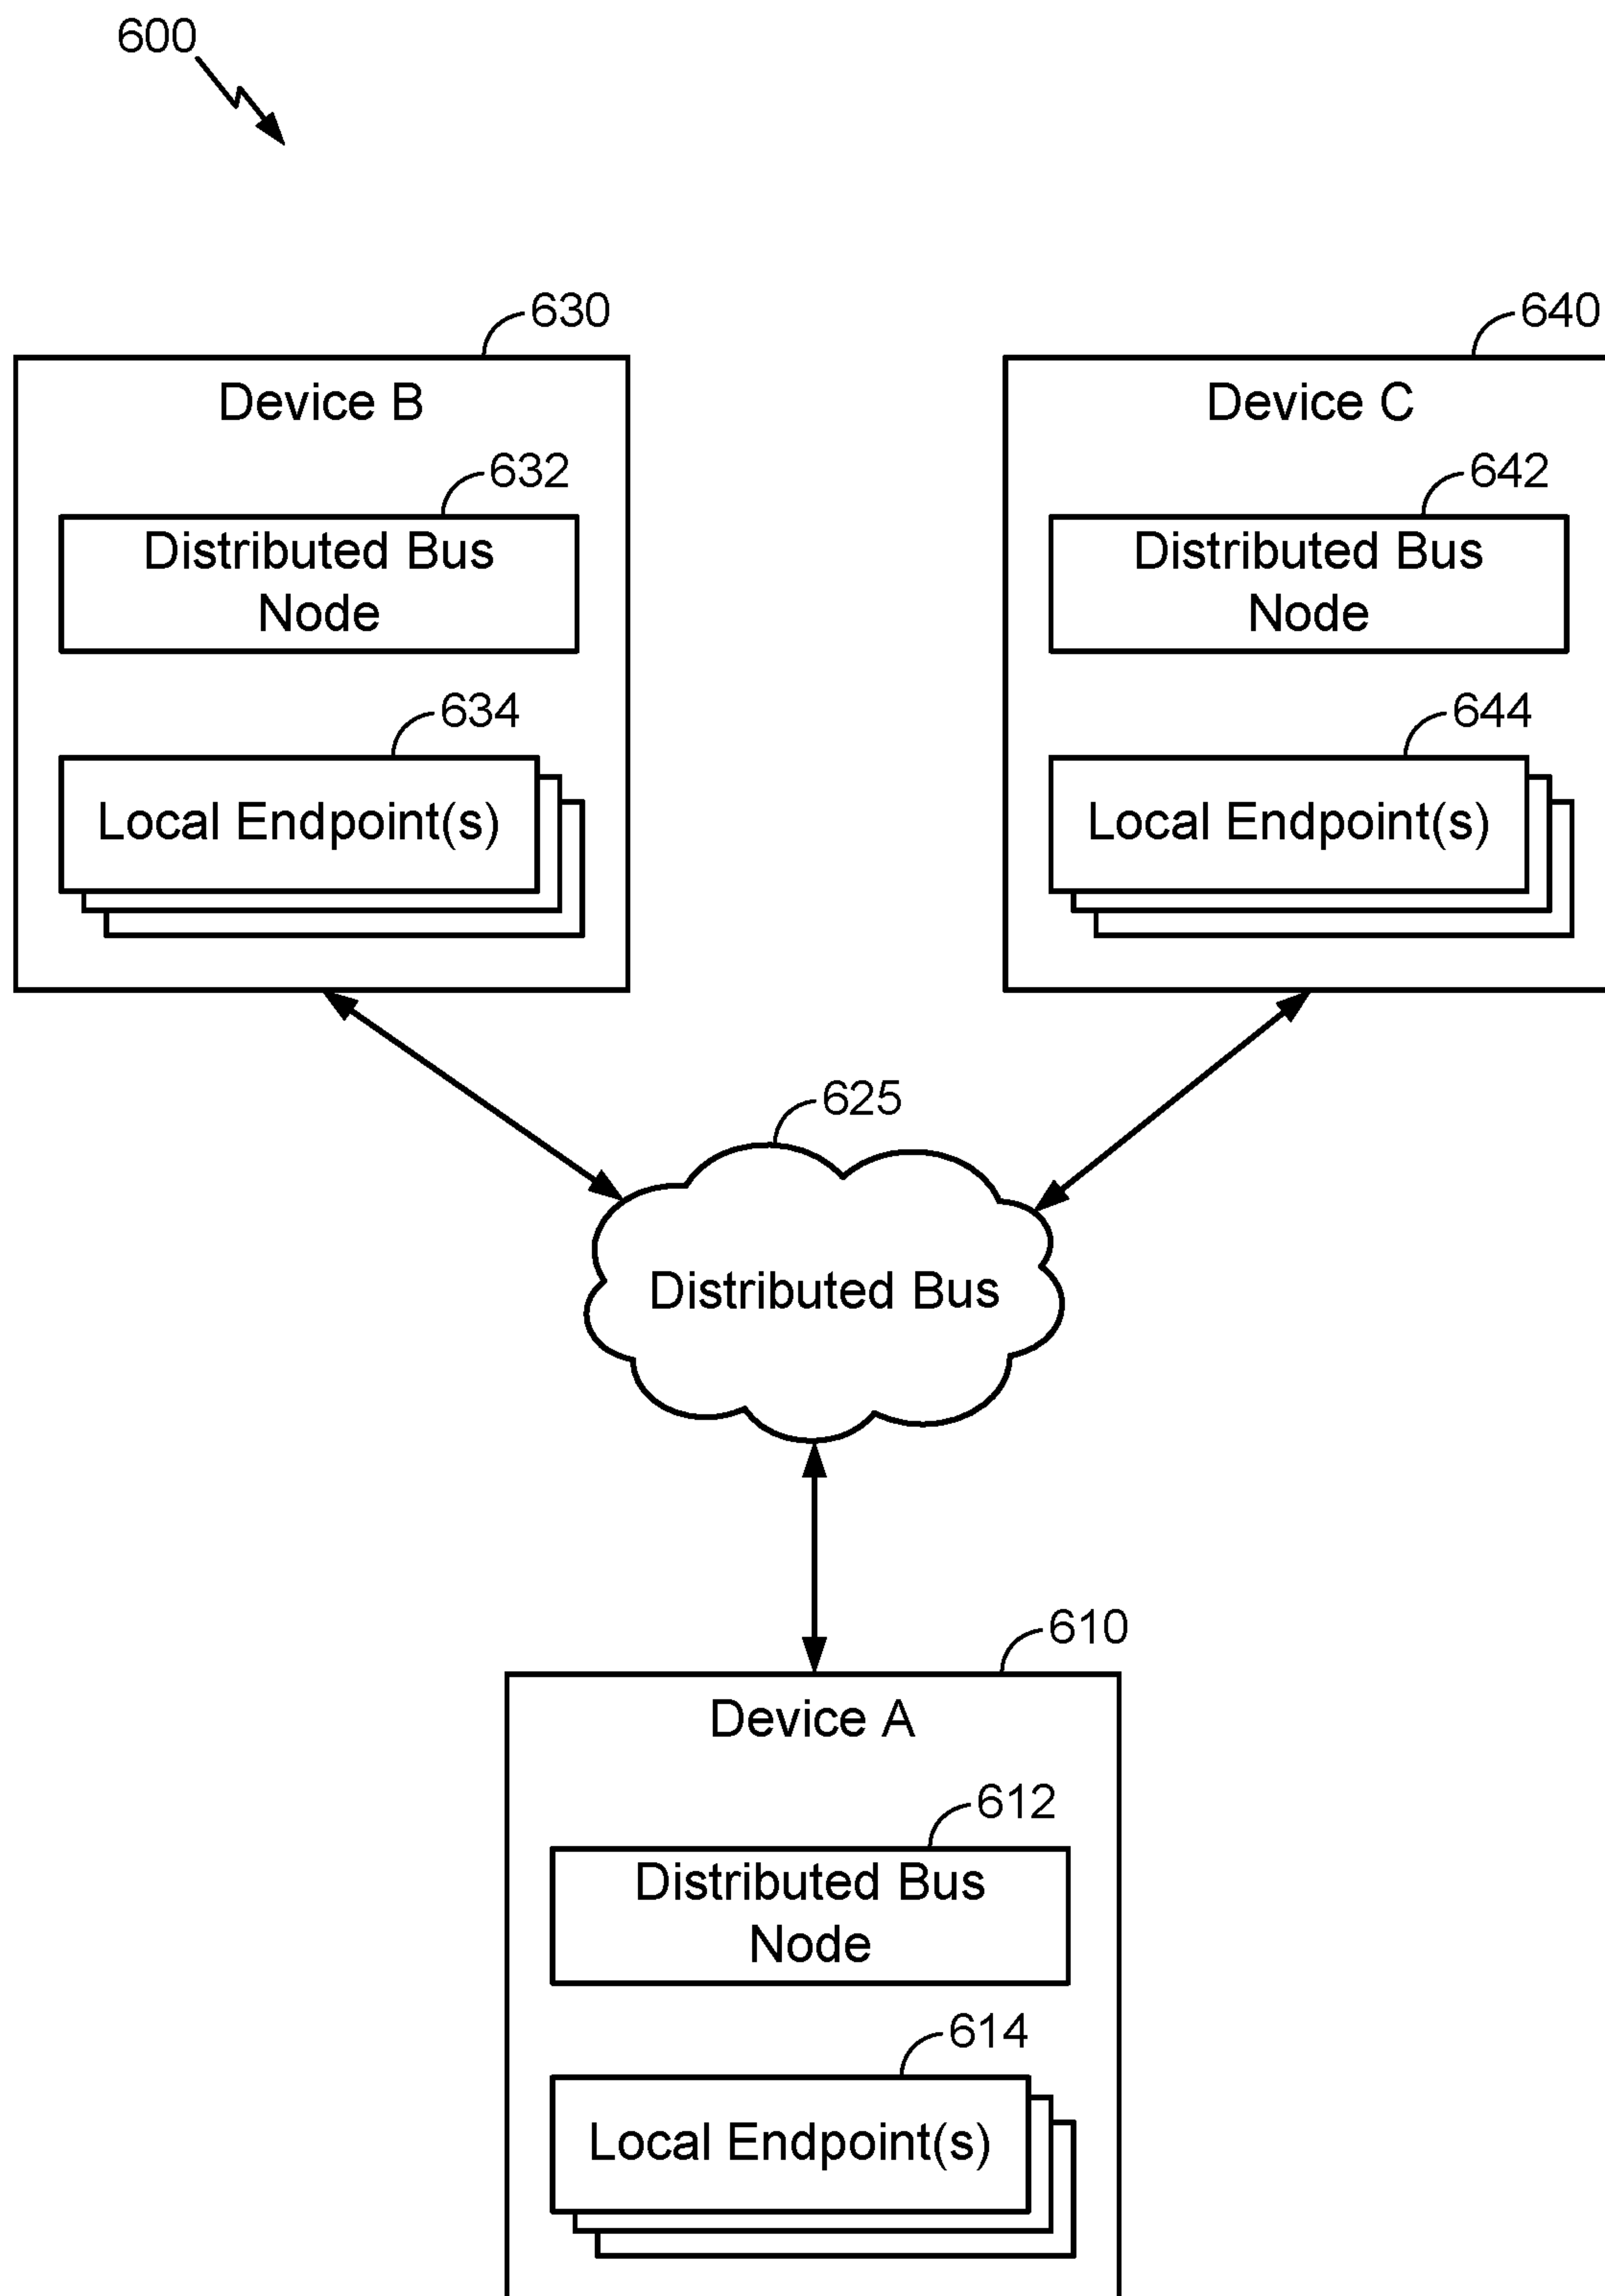 600
630
Device B
632
Distributed Bus
Node
634
Local Endpoint(s)
640
Device C
642
Distributed Bus
Node
644
Local Endpoint(s)
625
Distributed Bus
610
Device A
612
Distributed Bus
Node
614
Local Endpoint(s)